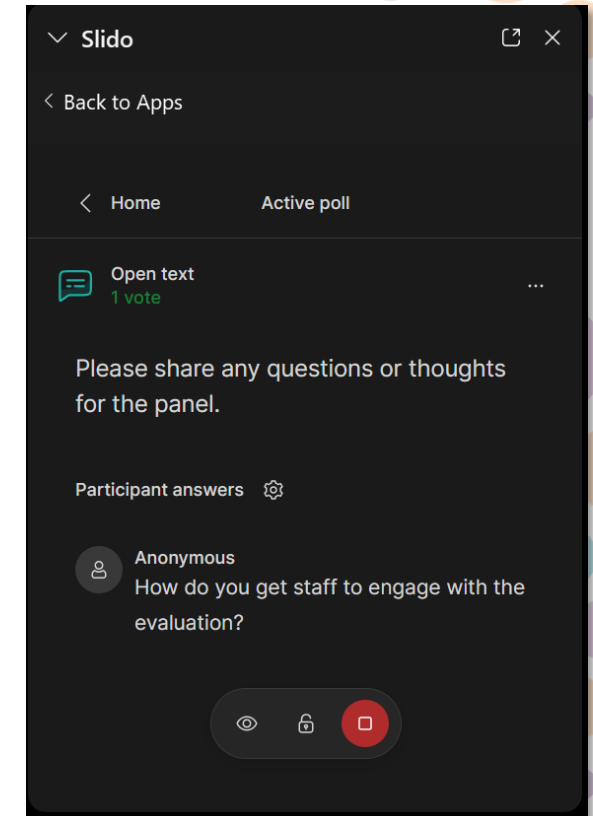 Slido
Back to Apps
Home
Active poll
Open text
1 vote
Please share any questions or thoughts
for the panel.
Participant answers
Anonymous
How do you get staff to engage with the
evaluation?